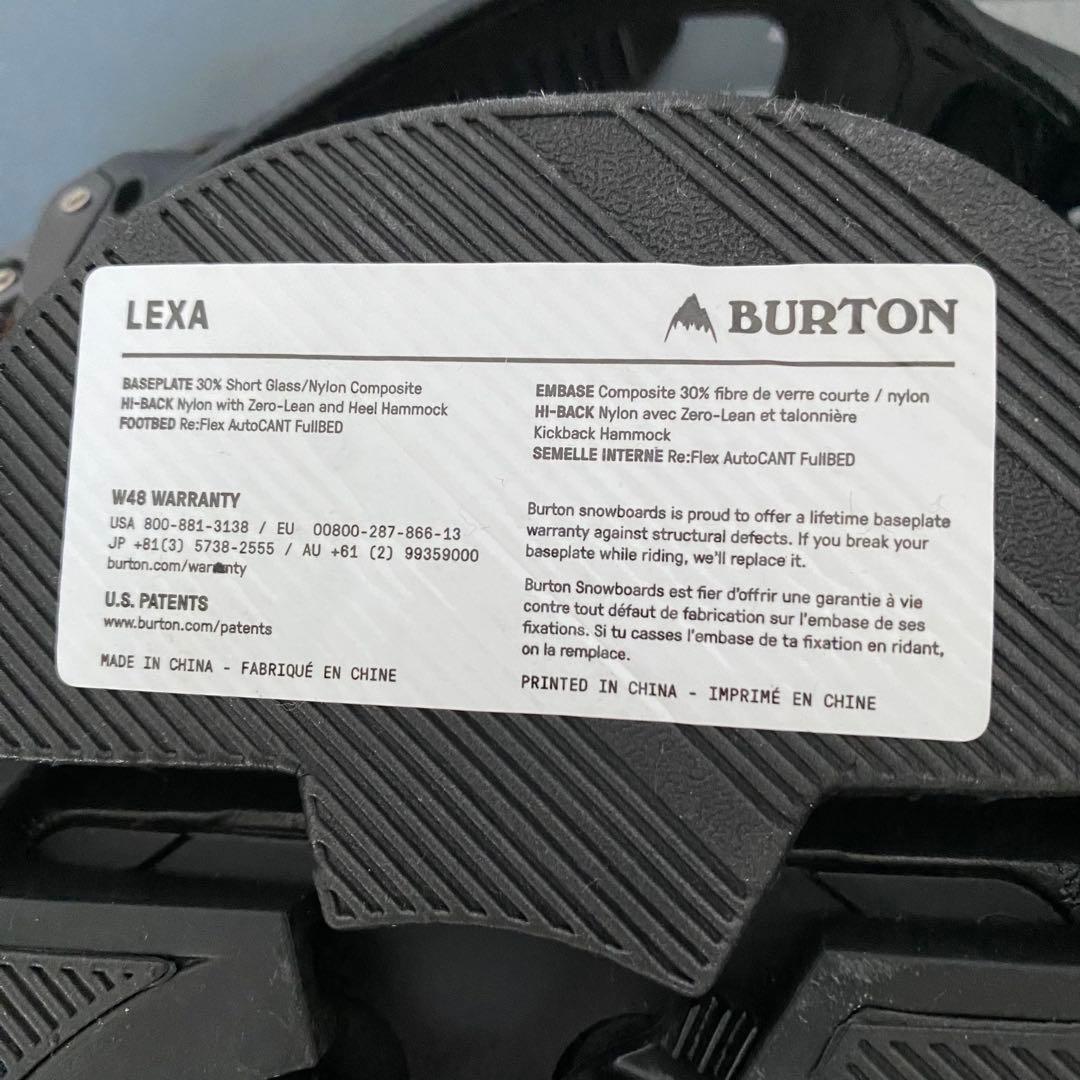 LEXA
BURTON
BASEPLATE 30% Short Glass/Nylon Composite
HI-BACK Nylon with Zero-Lean and Heel Hammock
FOOTBED Re:Flex AutoCANT FullBED
EMBASE Composite 30% fibre de verre courte / nylon
HI-BACK Nylon avec Zero-Lean et talonnière
Kickback Hammock
SEMELLE INTERNE Re:Flex AutoCANT FullBED
W48 WARRANTY
USA 800-881-3138 / EU 00800-287-866-13
JP +81(3) 5738-2555 / AU +61 (2) 99359000
burton.com/warranty
U.S. PATENTS
www.burton.com/patents
MADE IN CHINA - FABRIQUÉ EN CHINE
Burton snowboards is proud to offer a lifetime baseplate
warranty against structural defects. If you break your
baseplate while riding, we'll replace it.
Burton Snowboards est fier d'offrir une garantie à vie
contre tout défaut de fabrication sur l'embase de ses
fixations. Si tu casses l'embase de ta fixation en ridant,
on la remplace.
PRINTED IN CHINA - IMPRIMÉ EN CHINE